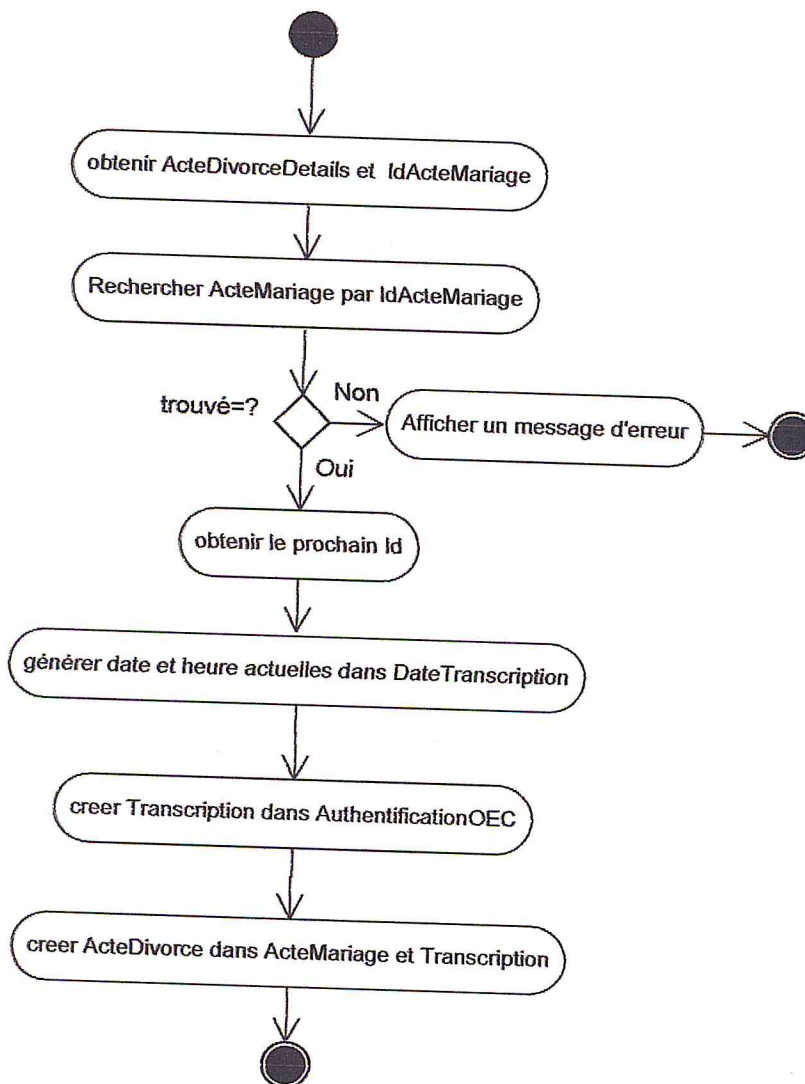 obtenir ActeDivorceDetails et IdActeMariage
Rechercher ActeMariage par IdActeMariage
trouvé=?
Non
Afficher un message d'erreur
Oui
obtenir le prochain Id
générer date et heure actuelles dans DateTranscription
creer Transcription dans AuthentificationOEC
creer ActeDivorce dans ActeMariage et Transcription